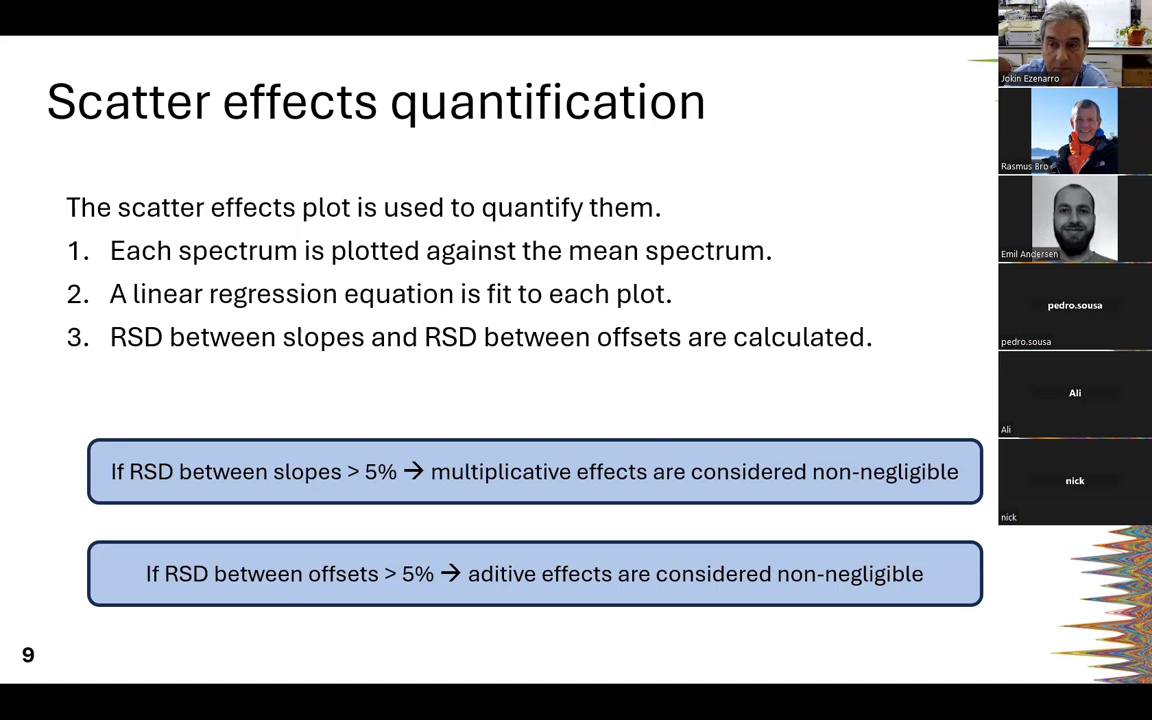 Scatter effects quantification
The scatter effects plot is used to quantify them.
1. Each spectrum is plotted against the mean spectrum.
2. A linear regression equation is fit to each plot.
3. RSD between slopes and RSD between offsets are calculated.
If RSD between slopes > 5% → multiplicative effects are considered non-negligible
If RSD between offsets > 5% → aditive effects are considered non-negligible
9
Jokin Ezenarro
Rasmus Bro
Emil Andersen
pedro.sousa
pedro.sousa
Ali
Ali
nick
nick